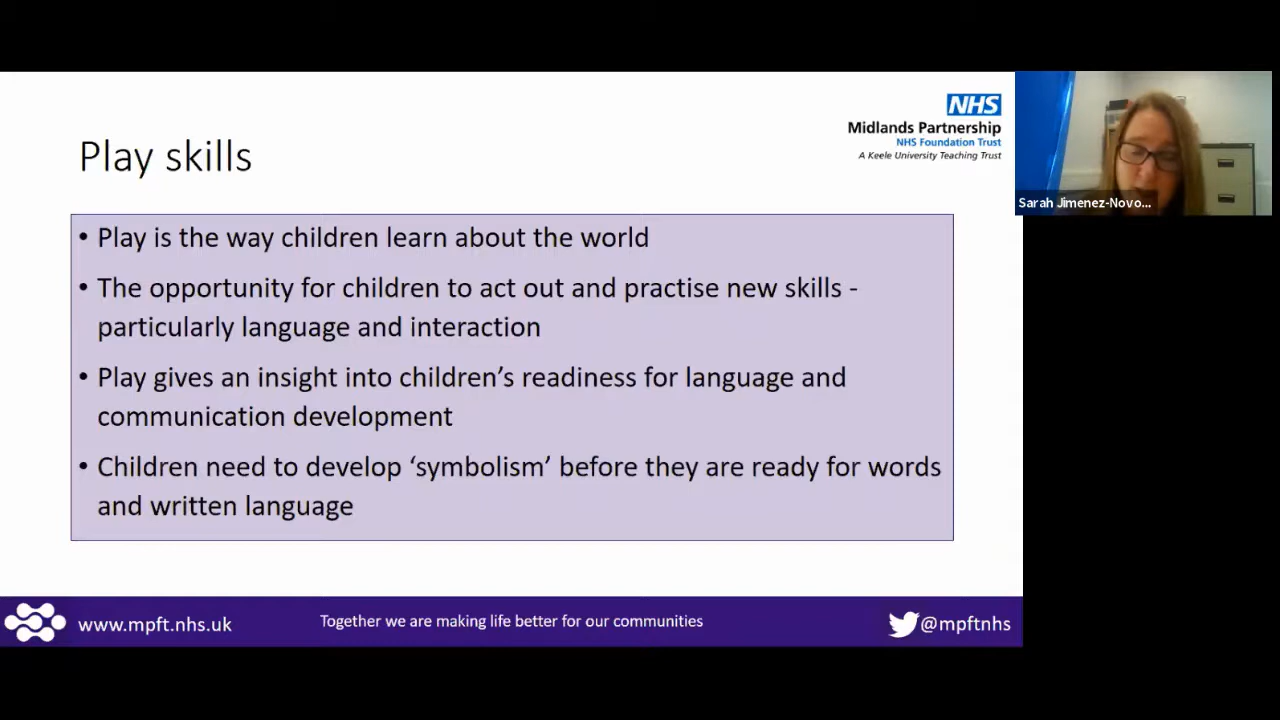 NHS
Midlands Partnership
NHS Foundation Trust
A Keele University Teaching Trust
Play skills
• Play is the way children learn about the world
• The opportunity for children to act out and practise new skills -
particularly language and interaction
• Play gives an insight into children’s readiness for language and
communication development
• Children need to develop ‘symbolism’ before they are ready for words
and written language
Sarah Jimenez-Novo...
www.mpft.nhs.uk
Together we are making life better for our communities
@mpftnhs